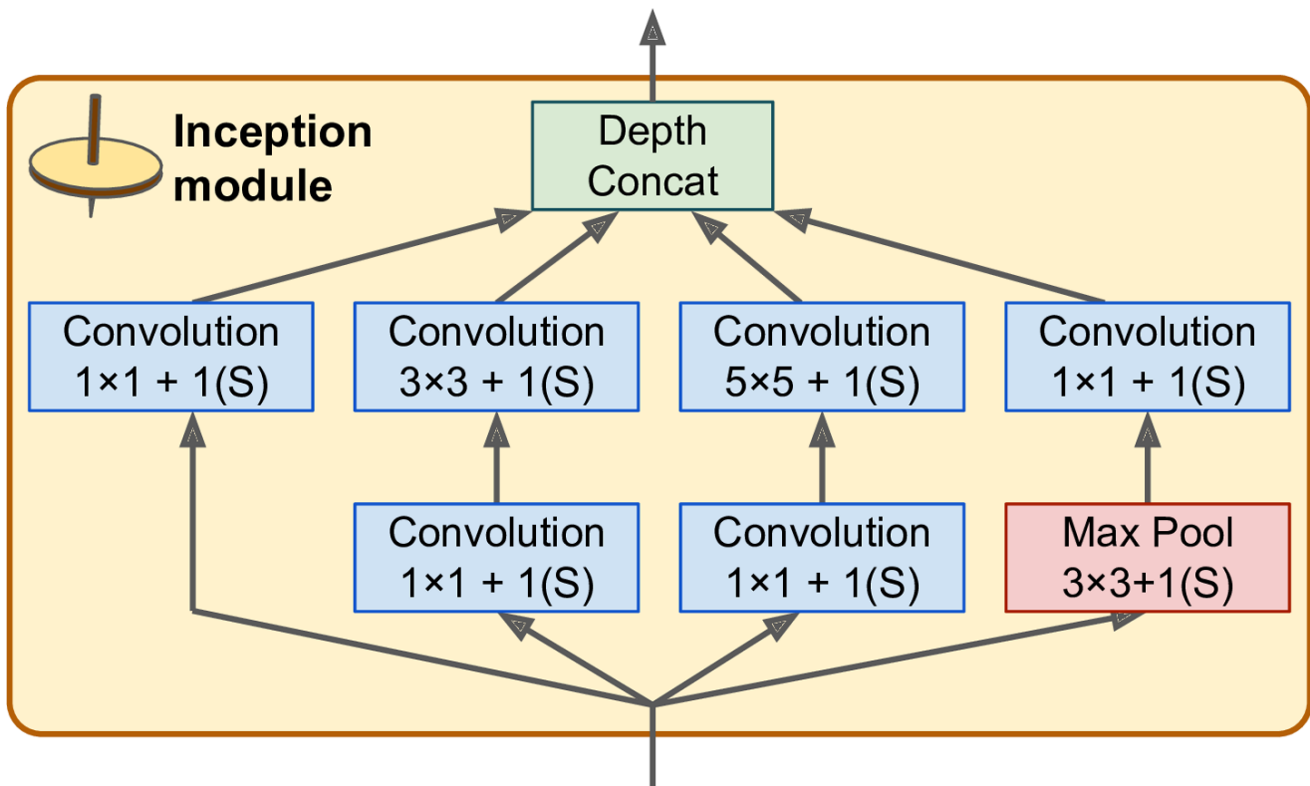 Inception
module
Depth
Concat
Convolution
1×1 + 1(S)
Convolution
3×3 + 1(S)
Convolution
5×5 + 1(S)
Convolution
1×1 + 1(S)
Convolution
1×1 + 1(S)
Convolution
1×1 + 1(S)
Max Pool
3×3+1(S)